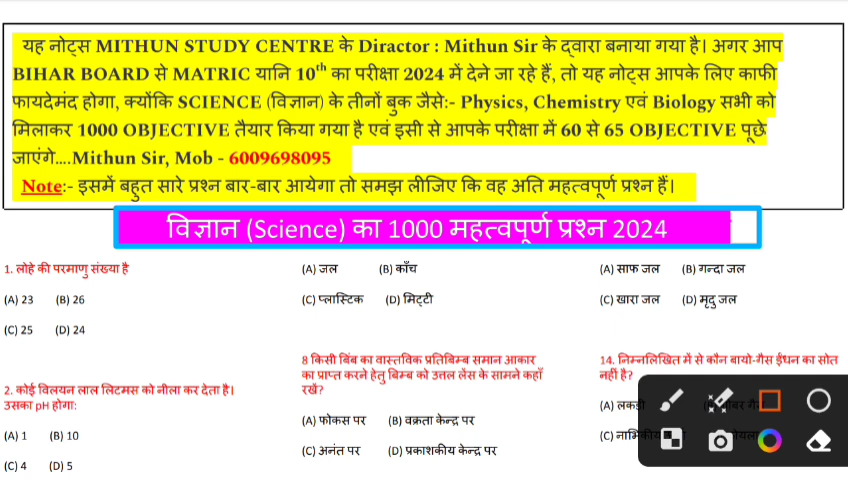 यह नोट्स MITHUN STUDY CENTRE के Diractor : Mithun Sir के द्वारा बनाया गया है। अगर आप
BIHAR BOARD से MATRIC यानि 10th का परीक्षा 2024 में देने जा रहे हैं, तो यह नोट्स आपके लिए काफी
फायदेमंद होगा, क्योंकि SCIENCE (विज्ञान) के तीनों बुक जैसे:- Physics, Chemistry एवं Biology सभी को
मिलाकर 1000 OBJECTIVE तैयार किया गया है एवं इसी से आपके परीक्षा में 60 से 65 OBJECTIVE पूछे
जाएंगे....Mithun Sir, Mob - 6009698095
Note:- इसमें बहुत सारे प्रश्न बार-बार आयेगा तो समझ लीजिए कि वह अति महत्वपूर्ण प्रश्न हैं।
विज्ञान (Science) का 1000 महत्वपूर्ण प्रश्न 2024
1. लोहे की परमाणु संख्या है
(A) 23 (B) 26
(C) 25 (D) 24
2. कोई विलयन लाल लिटमस को नीला कर देता है।
उसका pH होगा:
(A) 1 (B) 10
(C) 4 (D) 5
(A) जल (B) काँच
(C) प्लास्टिक (D) मिट्टी
8 किसी बिंब का वास्तविक प्रतिबिम्ब समान आकार
का प्राप्त करने हेतु बिम्ब को उत्तल लेंस के सामने कहाँ
रखें?
(A) फोकस पर (B) वक्रता केन्द्र पर
(C) अनंत पर (D) प्रकाशकीय केन्द्र पर
(A) साफ जल (B) गन्दा जल
(C) खारा जल (D) मृदु जल
14. निम्नलिखित में से कौन बायो-गैस ईंधन का स्रोत
नहीं है?
(A) लकड़ी
(C)